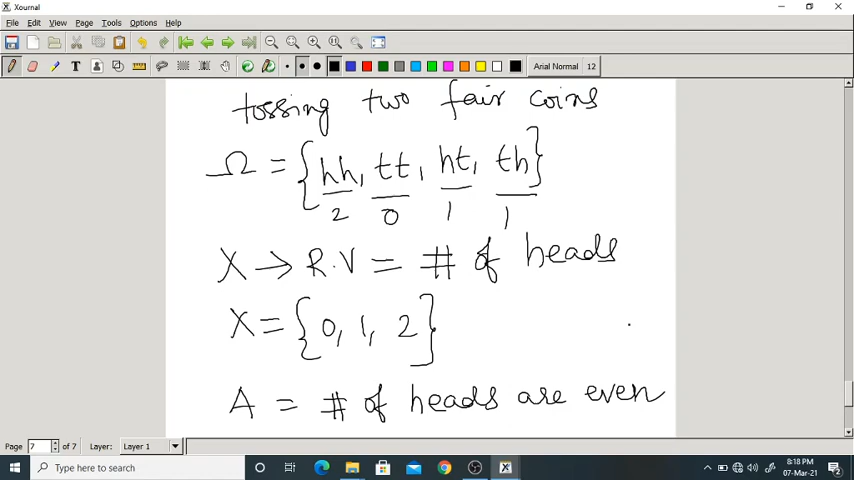 Xournal
File Edit View Page Tools Options Help
Arial Normal 12
tossing two fair coins
Ω = {hh, tt, ht, th}
2 0 1 1
X → R.V = # of heads
X = {0, 1, 2}
A = # of heads are even
Page 7 of 7 Layer: Layer 1
Type here to search
8:18 PM
07-Mar-21
2